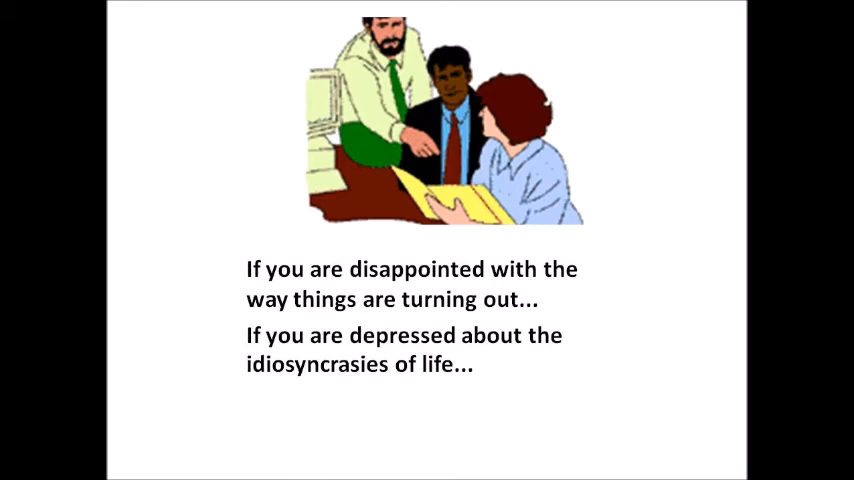 If you are disappointed with the
way things are turning out...
If you are depressed about the
idiosyncrasies of life...